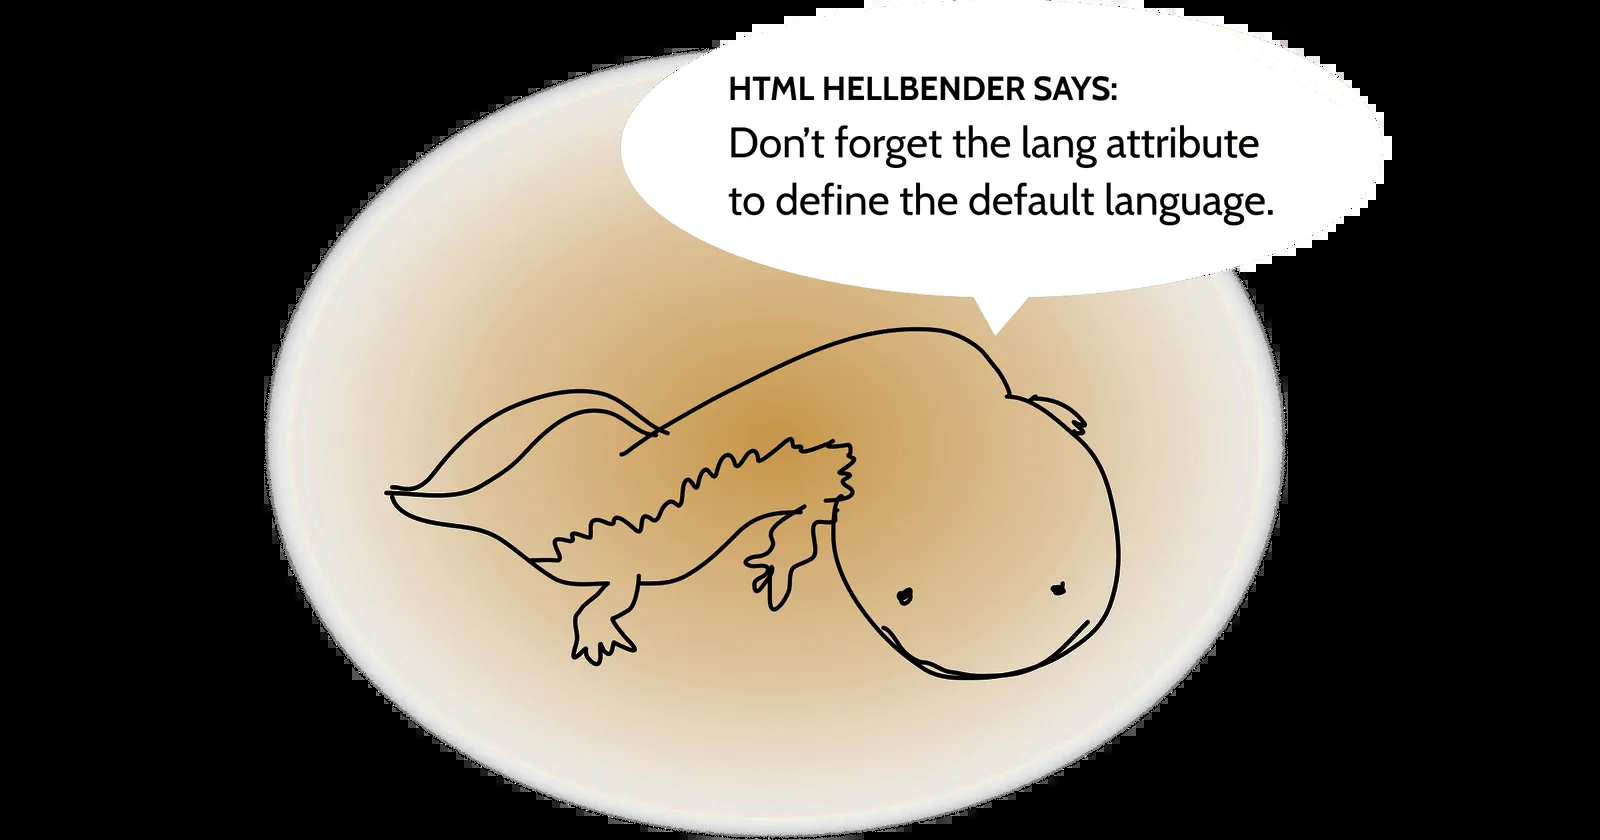 HTML HELLBENDER SAYS:
Don’t forget the lang attribute
to define the default language.